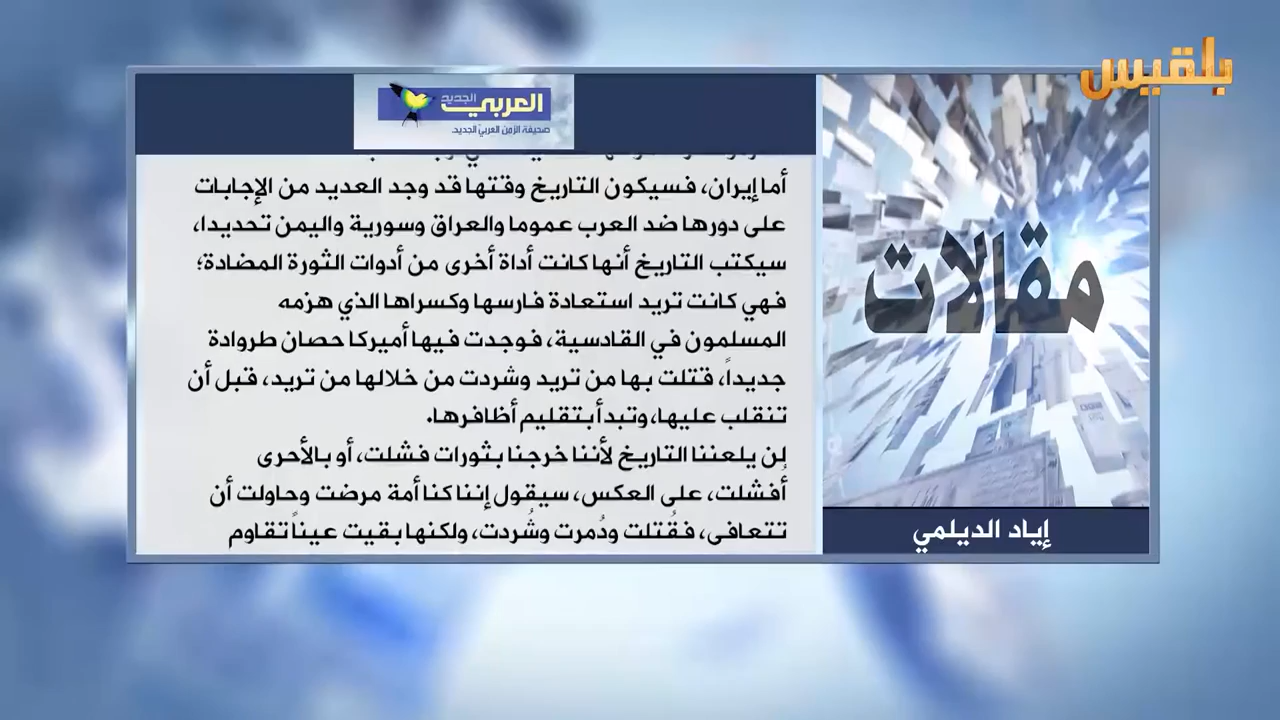 بلقيس
العربي الجديد
صحيفة الزمن العربي الجديد.
أما إيران، فسيكون التاريخ وقتها قد وجد العديد من الإجابات
على دورها ضد العرب عموما والعراق وسورية واليمن تحديدا،
سيكتب التاريخ أنها كانت أداة أخرى من أدوات الثورة المضادة؛
فهي كانت تريد استعادة فارسها وكسراها الذي هزمه
المسلمون في القادسية، فوجدت فيها أميركا حصان طروادة
جديداً، قتلت بها من تريد وشردت من خلالها من تريد، قبل أن
تنقلب عليها، وتبدأ بتقليم أظافرها.
لن يلعننا التاريخ لأننا خرجنا بثورات فشلت، أو بالأحرى
أُفشلت، على العكس، سيقول إننا كنا أمة مرضت وحاولت أن
تتعافى، فقُتلت ودُمرت وشُردت، ولكنها بقيت عيناً تقاوم
مقالات
إياد الديلمي